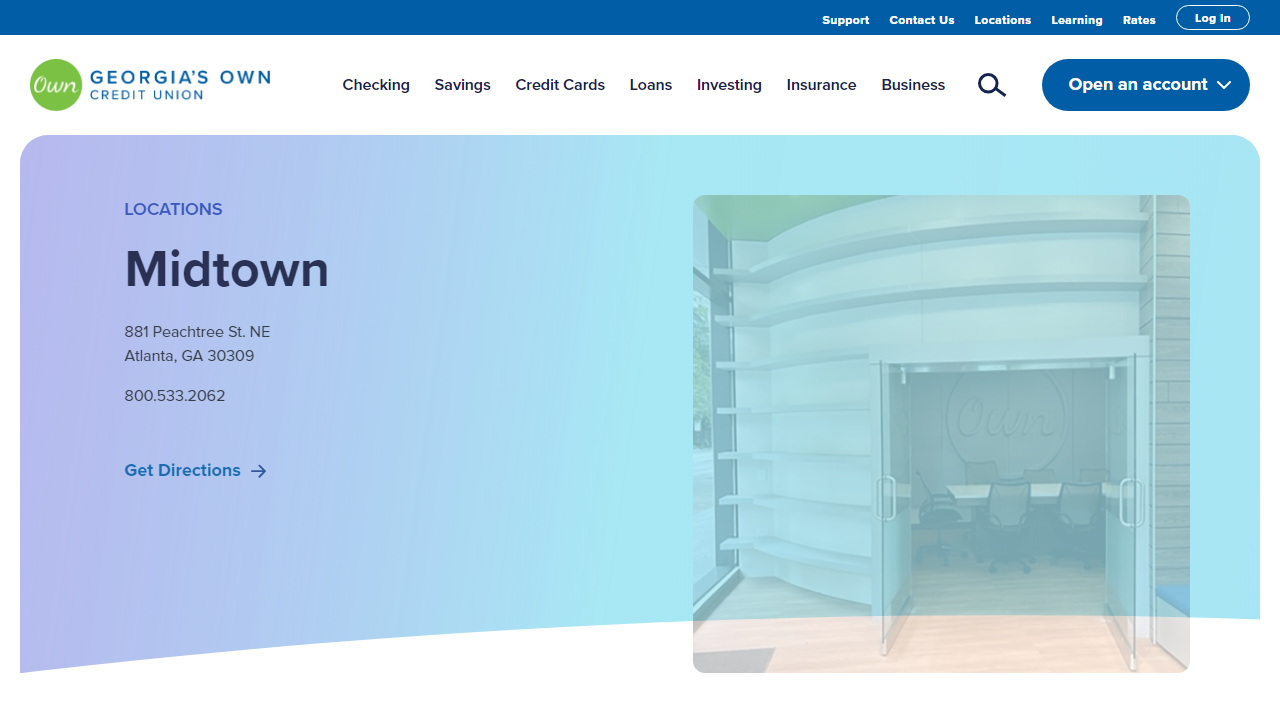 Support Contact Us Locations Learning Rates Log In
Own GEORGIA'S OWN
CREDIT UNION
Checking Savings Credit Cards Loans Investing Insurance Business Open an account
LOCATIONS
Midtown
881 Peachtree St. NE
Atlanta, GA 30309
800.533.2062
Get Directions
Own